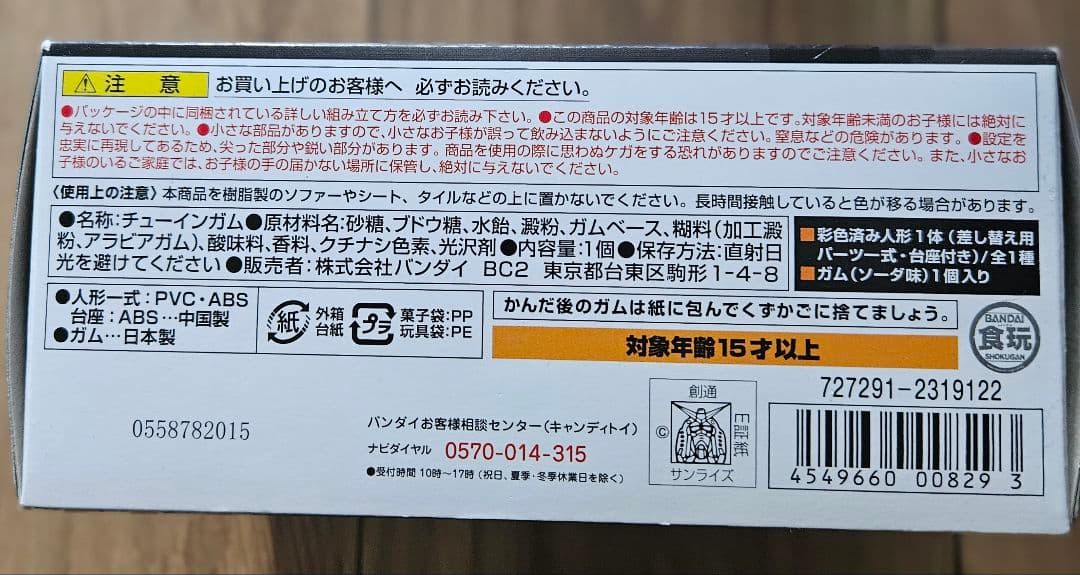 ⚠注 意 お買い上げのお客様へ 必ずお読みください。
●パッケージの中に同梱されている詳しい組み立て方を必ずお読み下さい。●この商品の対象年齢は15才以上です。対象年齢未満のお子様には絶対に
与えないでください。●小さな部品がありますので、小さなお子様が誤って飲み込まないようにご注意ください。窒息などの危険があります。●設定を
忠実に再現してあるため、尖った部分や鋭い部分があります。商品を使用の際に思わぬケガをする恐れがありますのでご注意ください。また、小さなお
子様のいるご家庭では、お子様の手の届かない場所に保管し、絶対に与えないでください。
〈使用上の注意〉本商品を樹脂製のソファーやシート、タイルなどの上に置かないでください。長時間接触していると色が移る場合があります。
●名称:チューインガム●原材料名:砂糖、ブドウ糖、水飴、澱粉、ガムベース、糊料(加工澱
粉、アラビアガム)、酸味料、香料、クチナシ色素、光沢剤●内容量:1個●保存方法:直射日
光を避けてください●販売者:株式会社バンダイ BC2 東京都台東区駒形1-4-8
■彩色済み人形1体(差し替え用
パーツ一式・台座付き)/全1種
■ガム(ソーダ味)1個入り
●人形一式:PVC・ABS
台座:ABS…中国製
●ガム…日本製
紙 外箱
台紙
プラ 菓子袋:PP
玩具袋:PE
かんだ後のガムは紙に包んでくずかごに捨てましょう。
対象年齢15才以上
BANDAI
食玩
SHOKUGAN
0558782015
バンダイお客様相談センター(キャンディトイ)
ナビダイヤル 0570-014-315
●受付時間 10時〜17時(祝日、夏季・冬季休業日を除く)
創通
©
サンライズ
E証紙
727291-2319122
4549660 00829 3